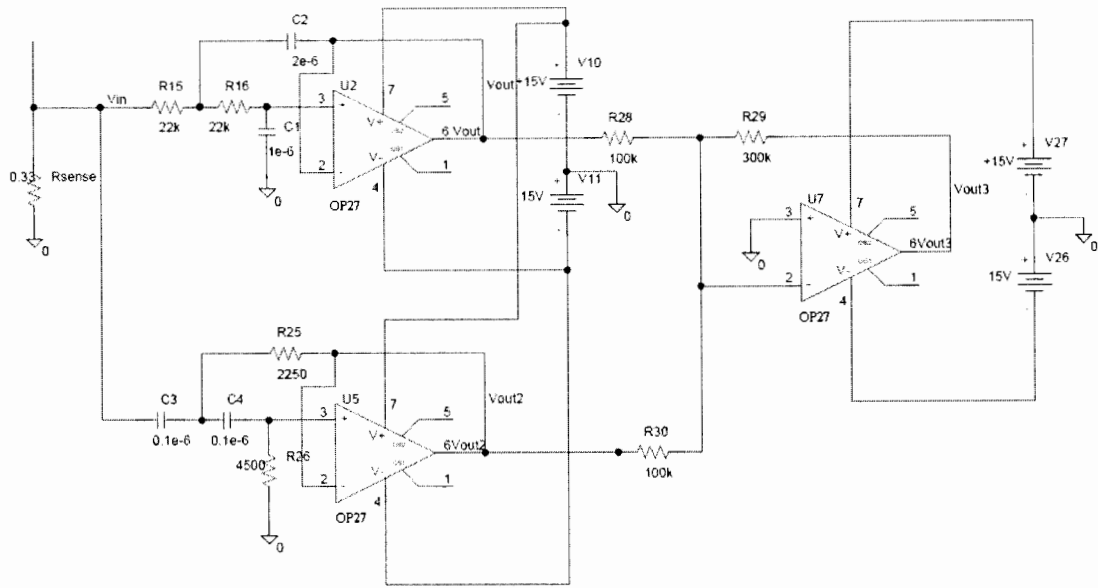 C2
2e-6
R15
R16
Vin
22k
22k
C1
1e-6
0
U2
3
2
7
V+
V-
4
5
1
6 Vout
Vout
OP27
V10
+15V
V11
15V
0
0.33
Rsense
0
R28
100k
R29
300k
V27
+15V
Vout3
U7
3
2
7
V+
V-
4
5
1
6Vout3
OP27
0
0
V26
15V
R25
2250
C3
0.1e-6
C4
0.1e-6
4500
R26
0
U5
3
2
7
V+
V-
4
5
1
Vout2
6Vout2
OP27
R30
100k